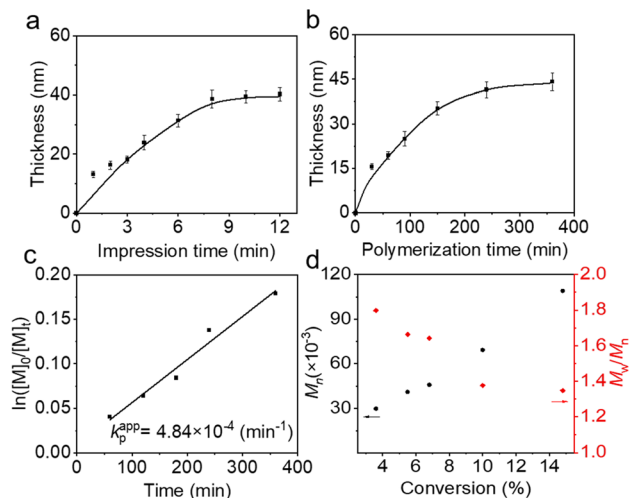 a
60
40
20
0
0 3 6 9 12
Thickness (nm)
Impression time (min)
b
60
45
30
15
0
0 100 200 300 400
Thickness (nm)
Polymerization time (min)
c
0.20
0.15
0.10
0.05
0.00
0 100 200 300 400
ln([M]₀/[M]ₜ)
kₚᵃᵖᵖ= 4.84×10⁻⁴ (min⁻¹)
Time (min)
d
120
90
60
30
4 6 8 10 12 14
2.0
1.8
1.6
1.4
1.2
1.0
Mₙ(×10⁻³)
M_w/Mₙ
Conversion (%)